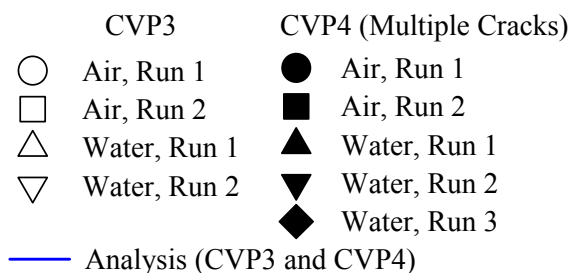 CVP3 CVP4 (Multiple Cracks)
Air, Run 1 Air, Run 1
Air, Run 2 Air, Run 2
Water, Run 1 Water, Run 1
Water, Run 2 Water, Run 2
Water, Run 3
Analysis (CVP3 and CVP4)